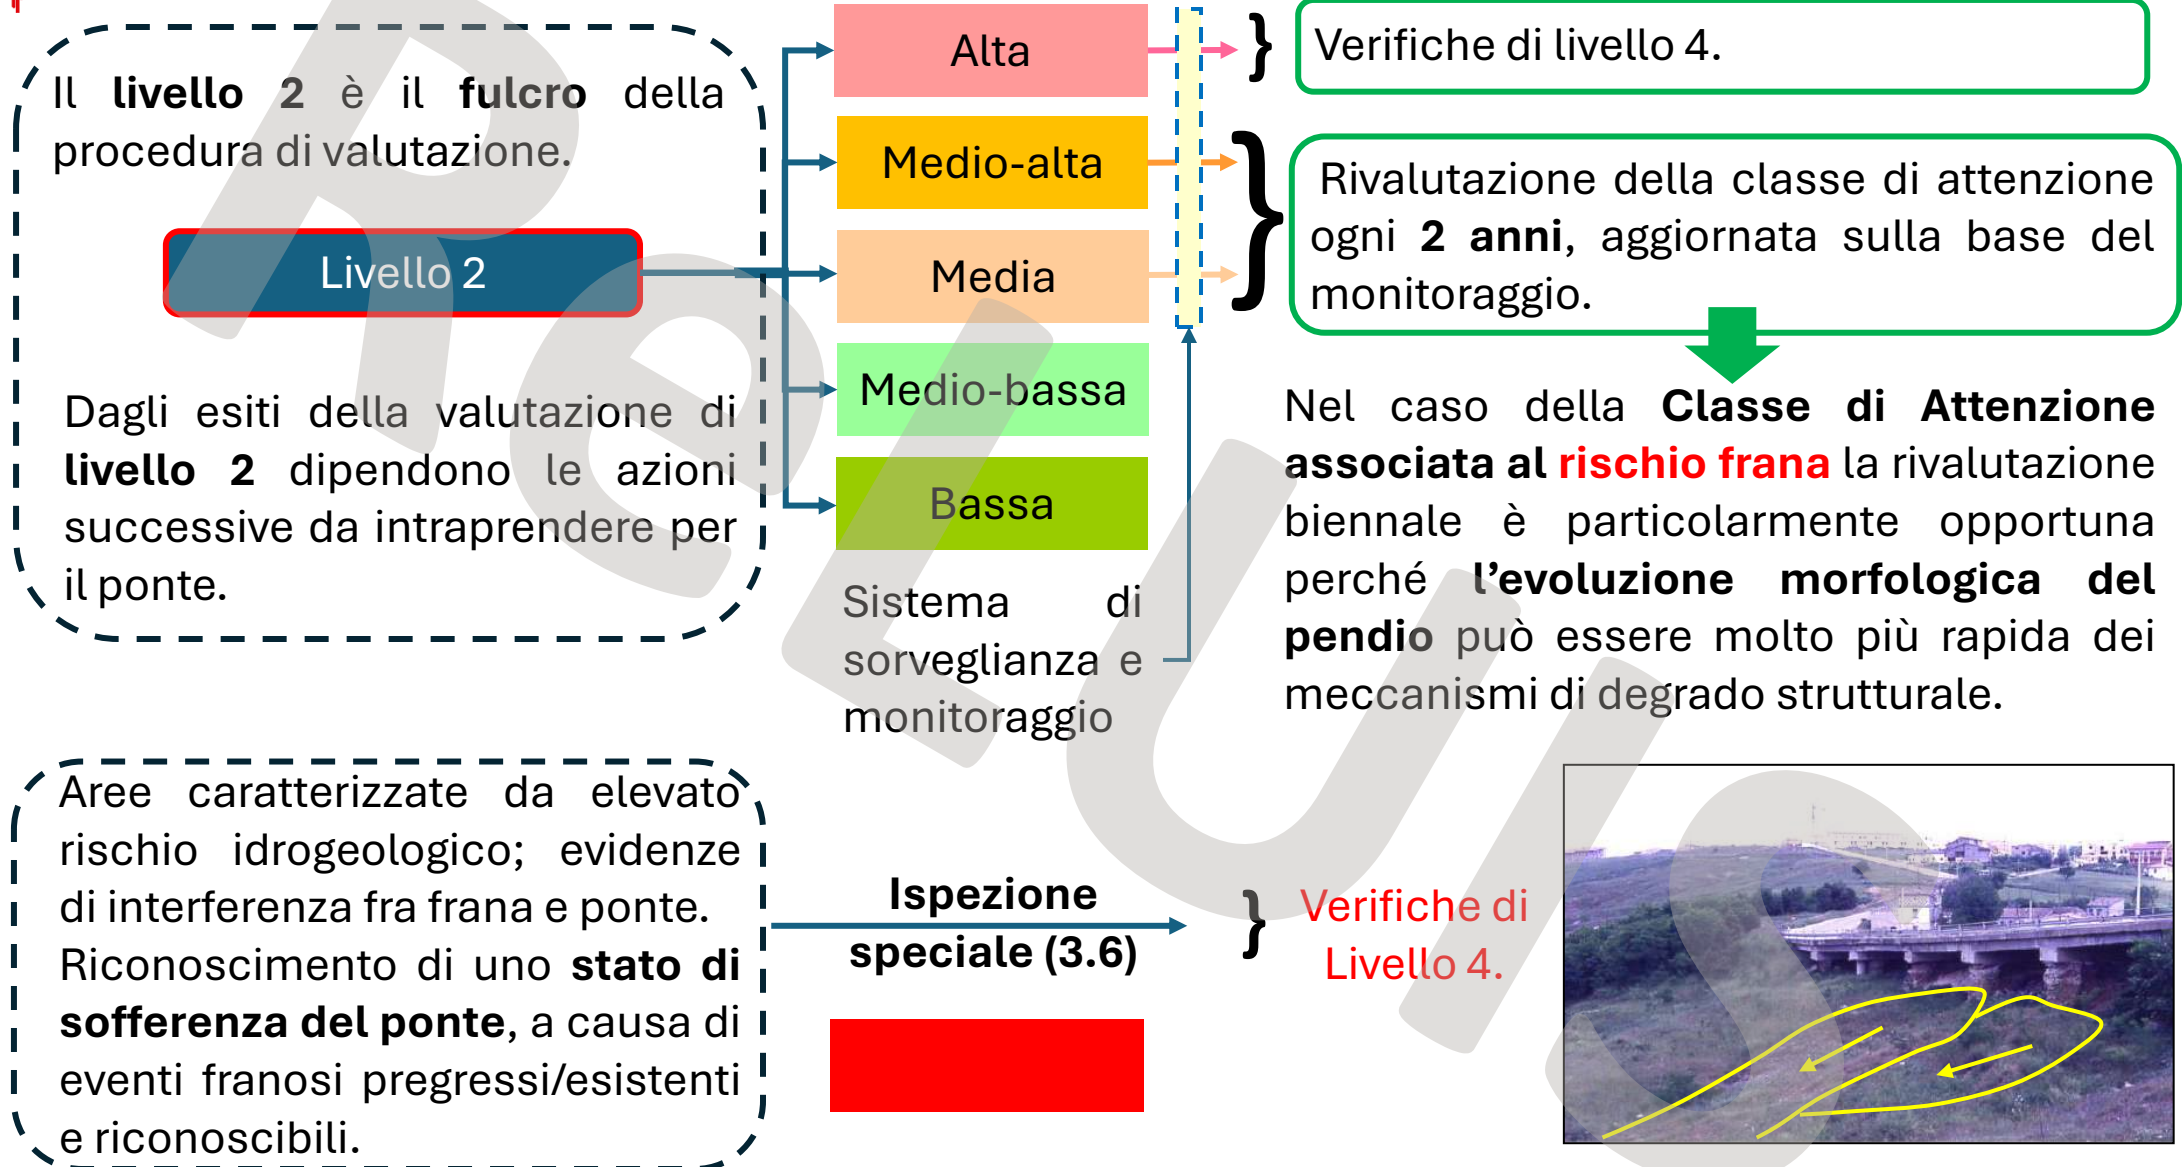 Il livello 2 è il fulcro della
procedura di valutazione.
Livello 2
Dagli esiti della valutazione di
livello 2 dipendono le azioni
successive da intraprendere per
il ponte.
Alta
Medio-alta
Media
Medio-bassa
Bassa
Sistema di
sorveglianza e
monitoraggio
} Verifiche di livello 4.
} Rivalutazione della classe di attenzione
ogni 2 anni, aggiornata sulla base del
monitoraggio.
Nel caso della Classe di Attenzione
associata al rischio frana la rivalutazione
biennale è particolarmente opportuna
perché l’evoluzione morfologica del
pendio può essere molto più rapida dei
meccanismi di degrado strutturale.
Aree caratterizzate da elevato
rischio idrogeologico; evidenze
di interferenza fra frana e ponte.
Riconoscimento di uno stato di
sofferenza del ponte, a causa di
eventi franosi pregressi/esistenti
e riconoscibili.
Ispezione
speciale (3.6)
} Verifiche di
Livello 4.
ReLUIS